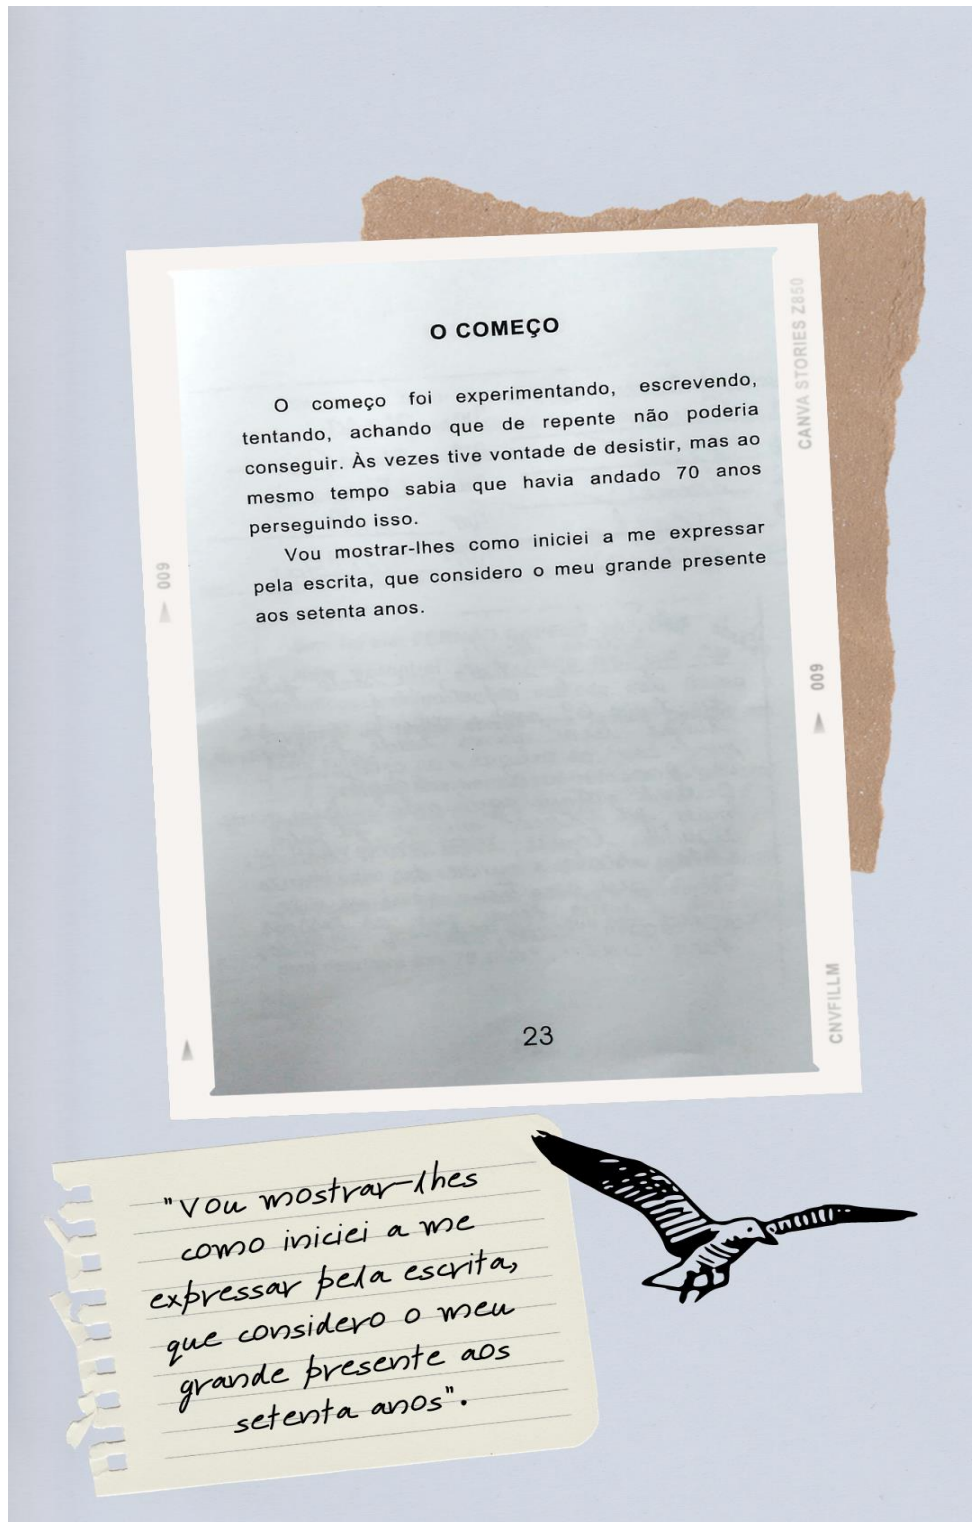 O COMEÇO
O começo foi experimentando, escrevendo,
tentando, achando que de repente não poderia
conseguir. Às vezes tive vontade de desistir, mas ao
mesmo tempo sabia que havia andado 70 anos
perseguindo isso.
Vou mostrar-lhes como iniciei a me expressar
pela escrita, que considero o meu grande presente
aos setenta anos.
23
CANVA STORIES Z850
009
009
CNVFILLM
"Vou mostrar-lhes
como iniciei a me
expressar pela escrita,
que considero o meu
grande presente aos
setenta anos".